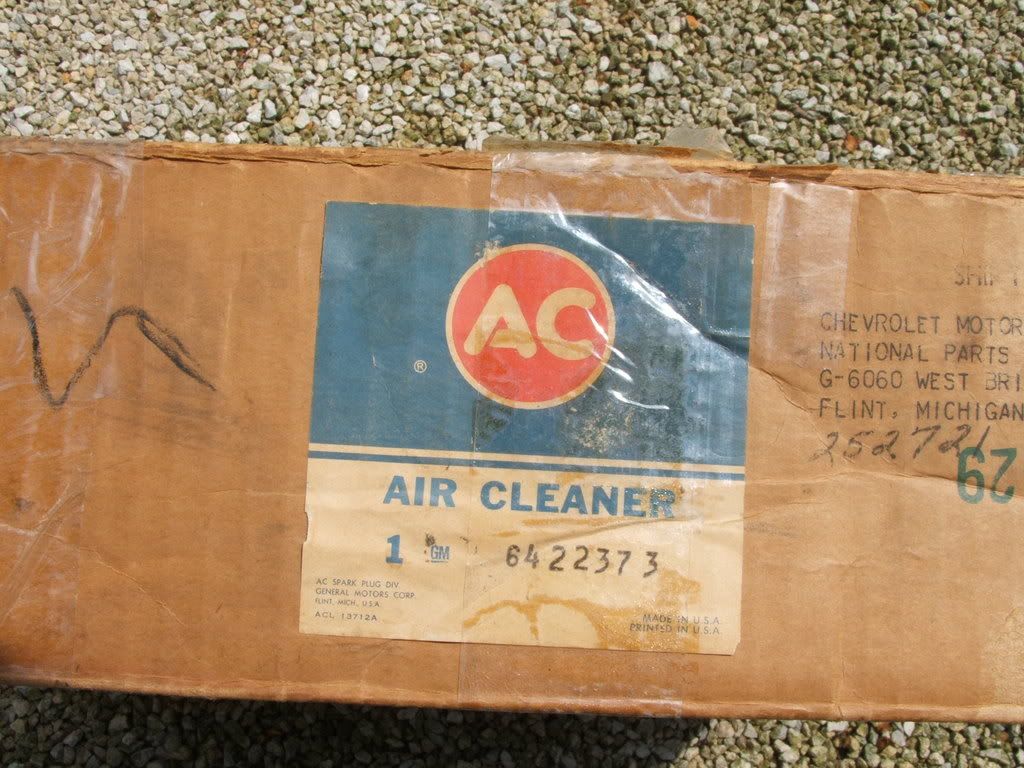 AC
®
AIR CLEANER
1 GM 6422373
AC SPARK PLUG DIV.
GENERAL MOTORS CORP.
FLINT, MICH., U.S.A.
ACL 13712A
MADE IN U.S.A.
PRINTED IN U.S.A.
CHEVROLET MOTOR
NATIONAL PARTS
G-6060 WEST
FLINT, MICHIGAN
252721
29